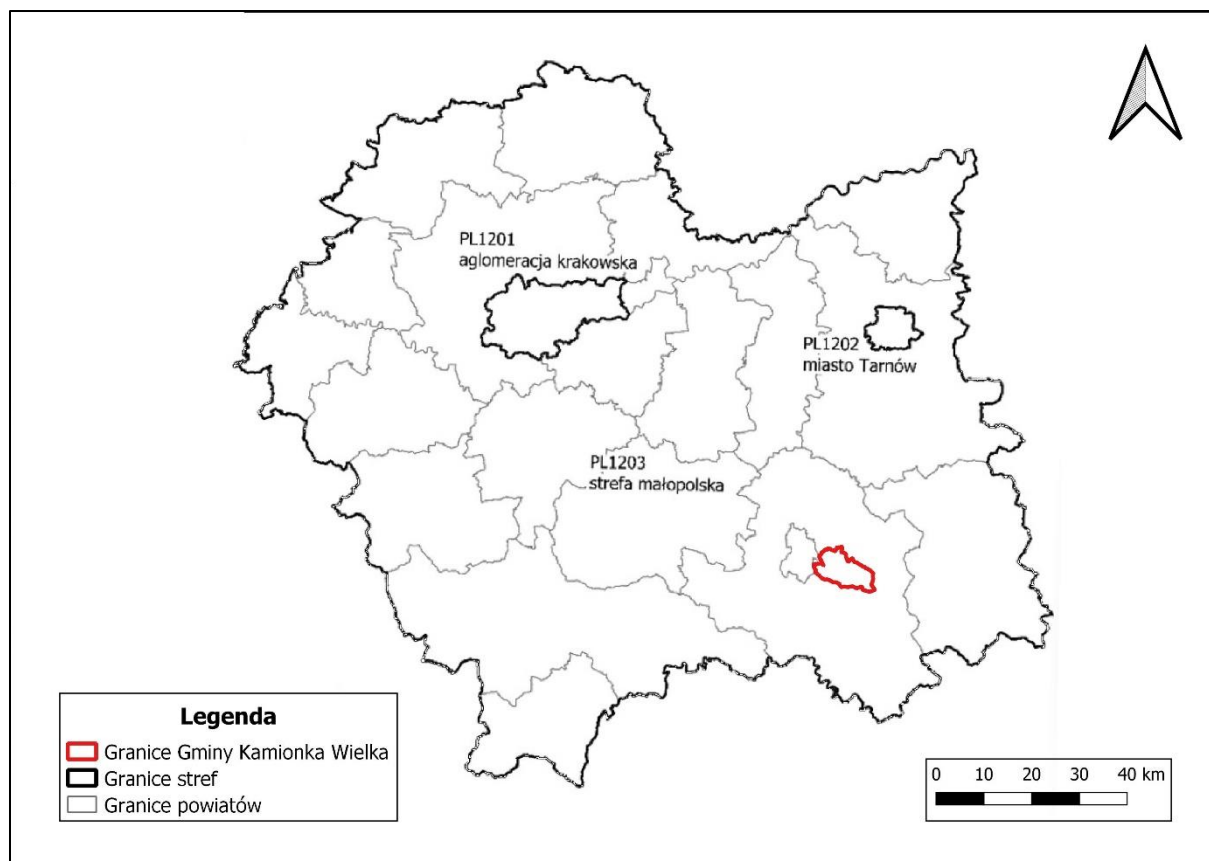 PL1201
aglomeracja krakowska
PL1202
miasto Tarnów
PL1203
strefa małopolska
Legenda
Granice Gminy Kamionka Wielka
Granice stref
Granice powiatów
0 10 20 30 40 km